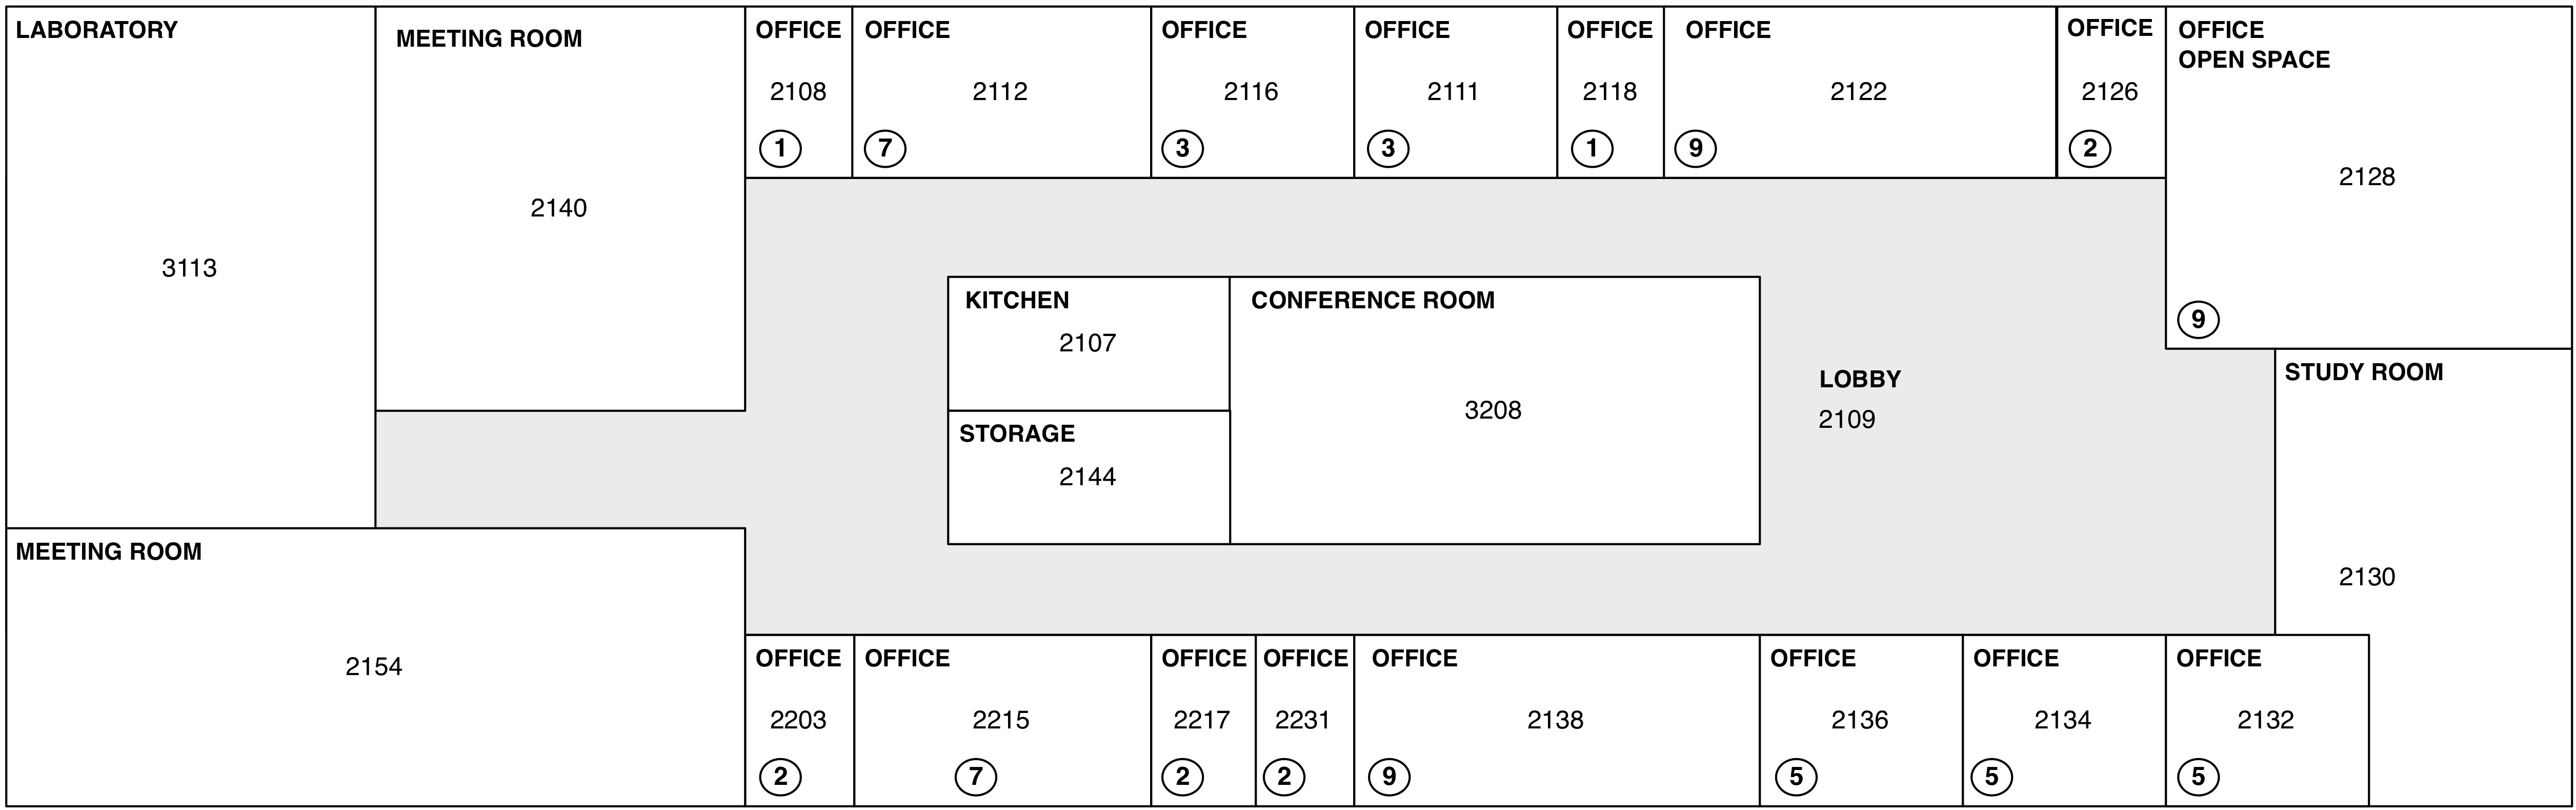 LABORATORY
3113
MEETING ROOM
2140
OFFICE
2108
1
OFFICE
2112
7
OFFICE
2116
3
OFFICE
2111
3
OFFICE
2118
1
OFFICE
2122
9
OFFICE
2126
2
OFFICE
OPEN SPACE
2128
9
KITCHEN
2107
CONFERENCE ROOM
3208
STORAGE
2144
LOBBY
2109
STUDY ROOM
2130
MEETING ROOM
2154
OFFICE
2203
2
OFFICE
2215
7
OFFICE
2217
2
OFFICE
2231
2
OFFICE
2138
9
OFFICE
2136
5
OFFICE
2134
5
OFFICE
2132
5